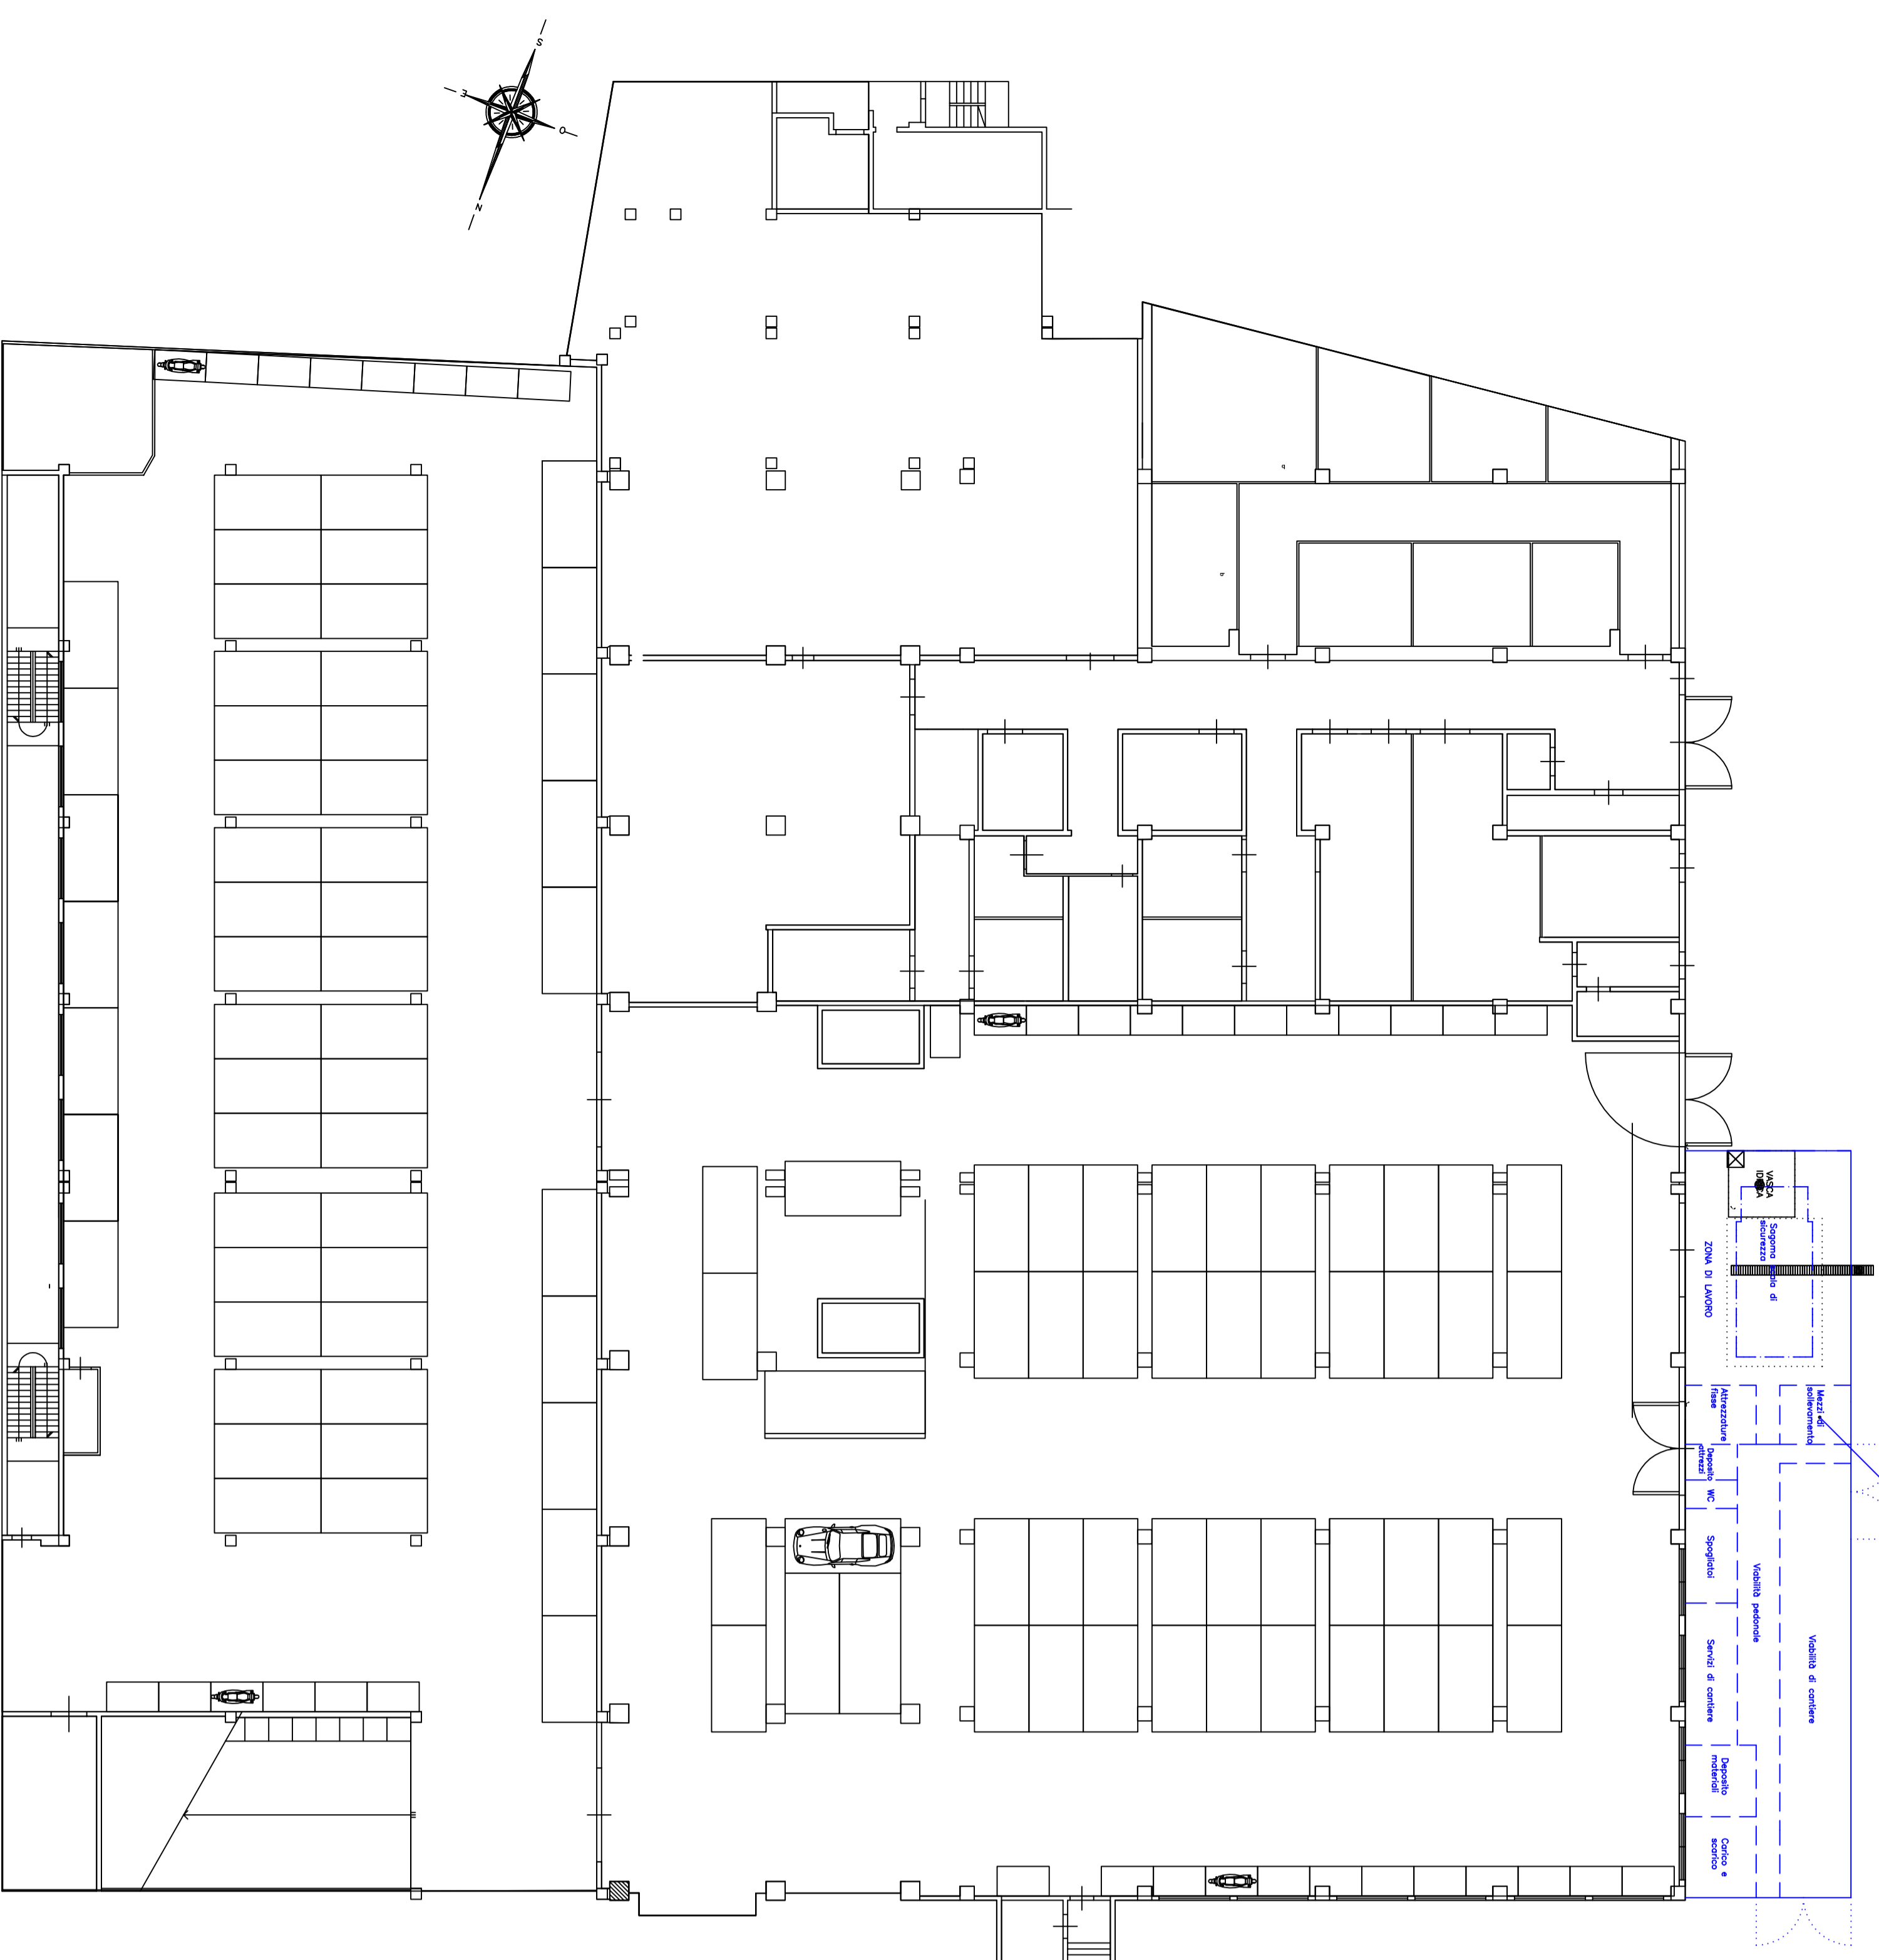 S
E
O
N
VASCA
Sagoma scala di
sicurezza
ZONA DI LAVORO
Attrezzature
fisse
Mezzi di
sollevamento
Deposito
attrezzi
WC
Spogliatoi
Viabilità pedonale
Servizi di cantiere
Viabilità di cantiere
Deposito
materiali
Carico e
scarico